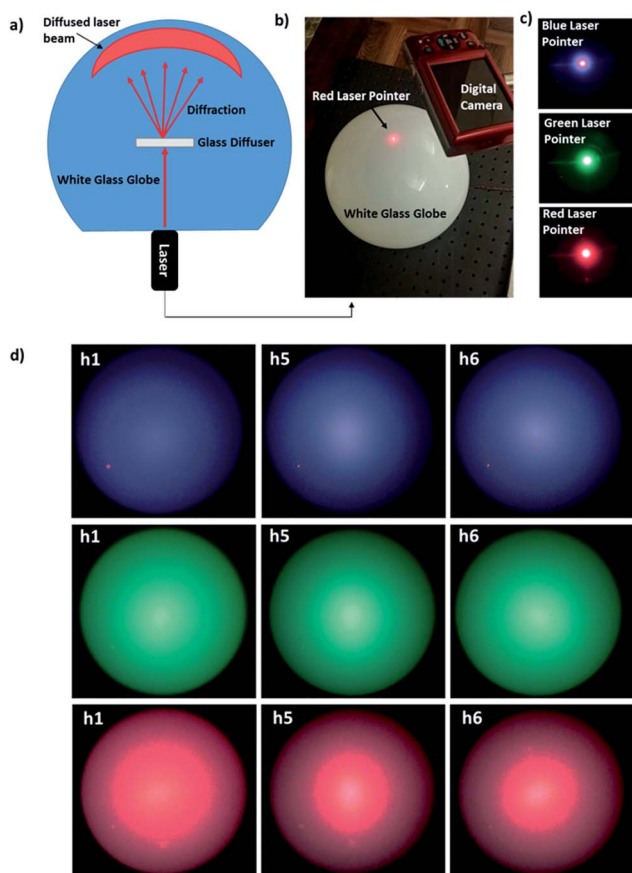 a)
Diffused laser
beam
Diffraction
Glass Diffuser
White Glass Globe
Laser
b)
Red Laser Pointer
Digital
Camera
White Glass Globe
c)
Blue Laser
Pointer
Green Laser
Pointer
Red Laser
Pointer
d)
h1
h5
h6
h1
h5
h6
h1
h5
h6